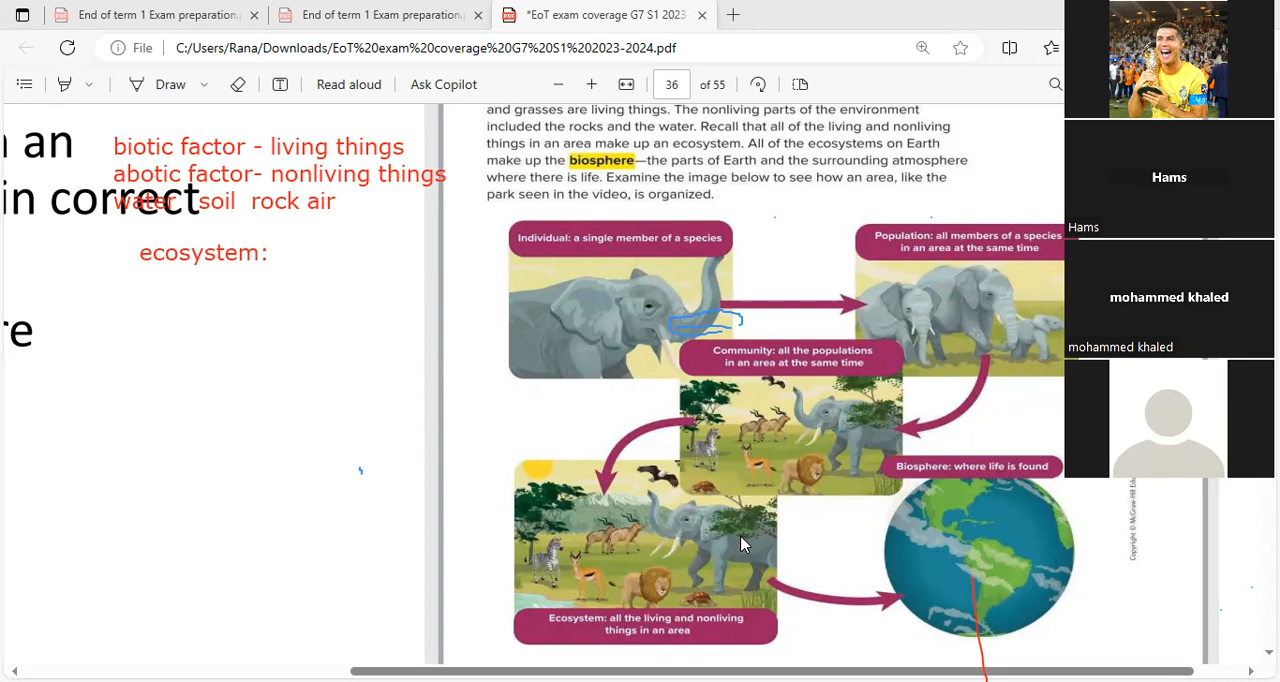 End of term 1 Exam preparation.
End of term 1 Exam preparation.
*EoT exam coverage G7 S1 2023-
File
C:/Users/Rana/Downloads/EoT%20exam%20coverage%20G7%20S1%202023-2024.pdf
Draw
Read aloud
Ask Copilot
36
of 55
n an
in correct
re
biotic factor - living things
abotic factor- nonliving things
water soil rock air
ecosystem:
and grasses are living things. The nonliving parts of the environment
included the rocks and the water. Recall that all of the living and nonliving
things in an area make up an ecosystem. All of the ecosystems on Earth
make up the biosphere—the parts of Earth and the surrounding atmosphere
where there is life. Examine the image below to see how an area, like the
park seen in the video, is organized.
Individual: a single member of a species
Population: all members of a species
in an area at the same time
Community: all the populations
in an area at the same time
Biosphere: where life is found
Ecosystem: all the living and nonliving
things in an area
Copyright © McGraw-Hill Edu
Hams
Hams
mohammed khaled
mohammed khaled